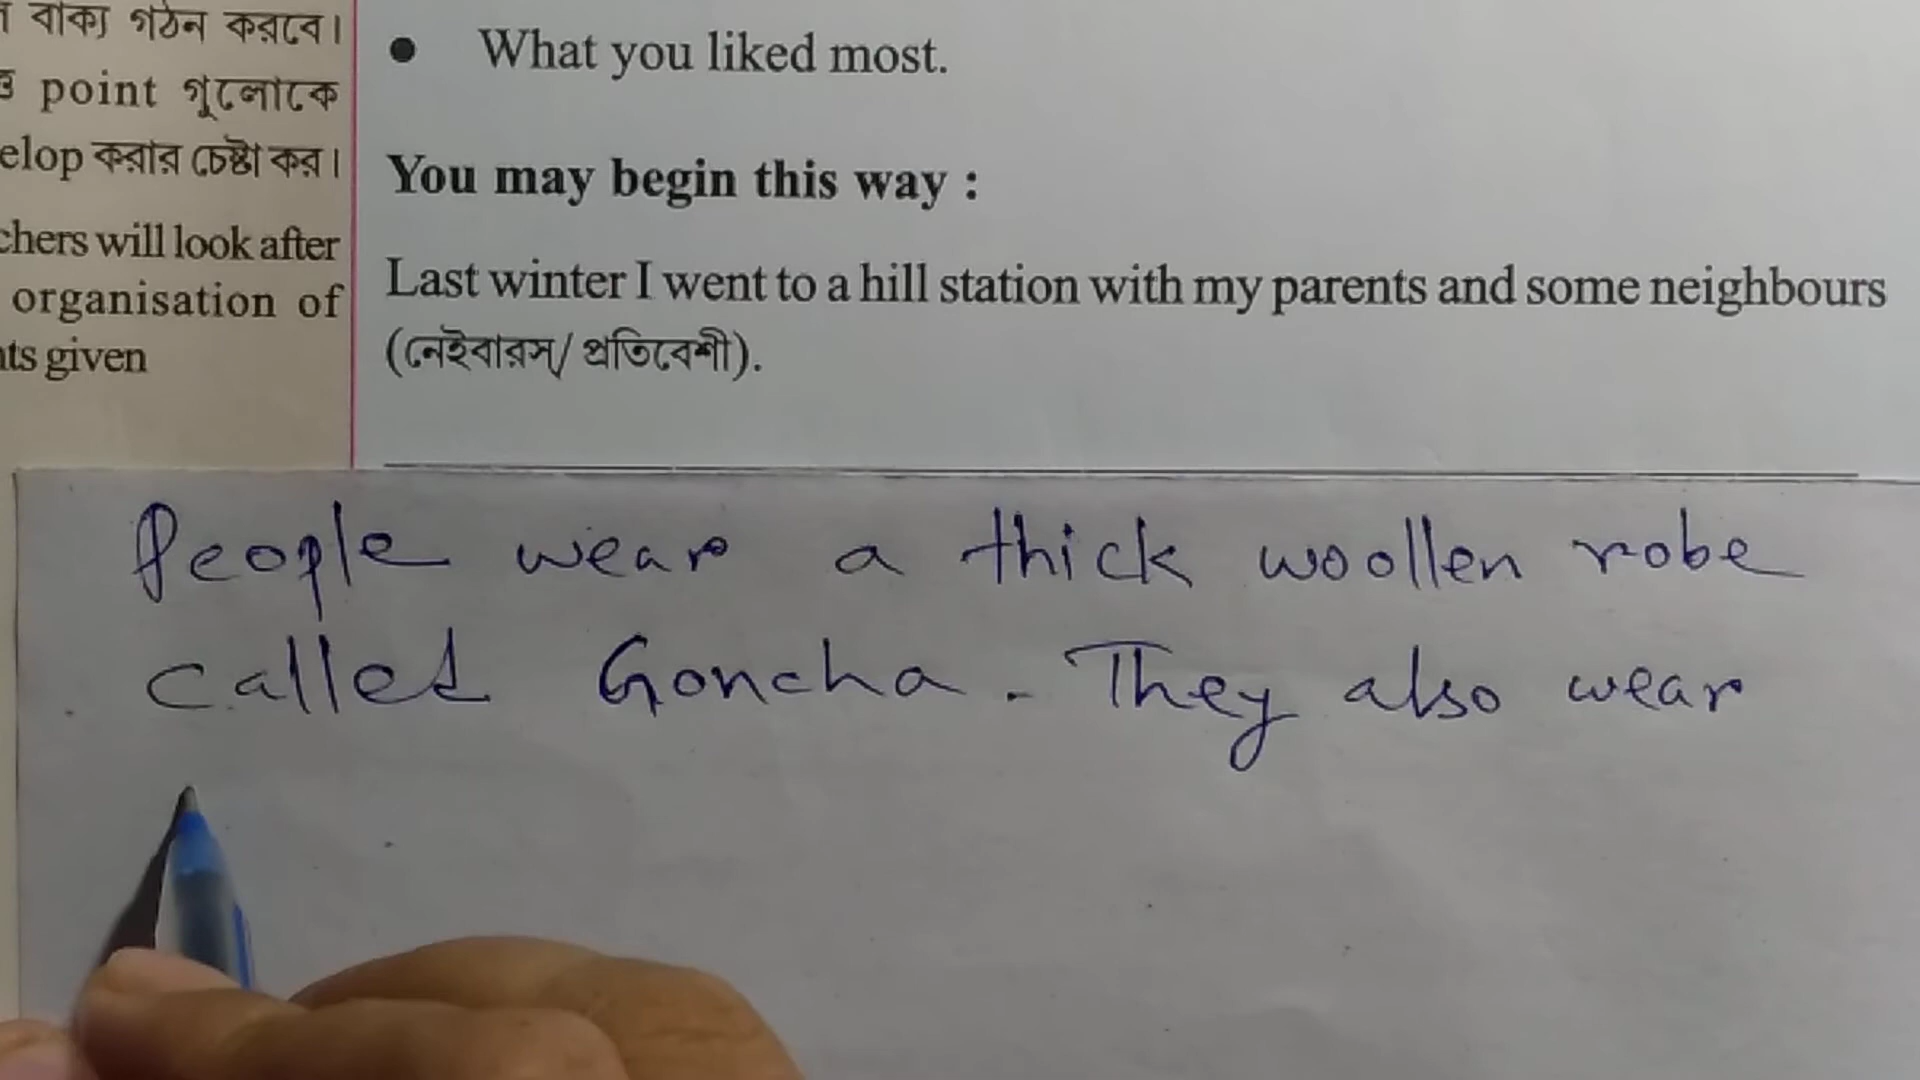 বাক্য গঠন করবে।
point গুলোকে
elop করার চেষ্টা কর।
chers will look after
organisation of
nts given
• What you liked most.
You may begin this way :
Last winter I went to a hill station with my parents and some neighbours
(নেইবারস্/ প্রতিবেশী).
People wear a thick woollen robe
called Goncha. They also wear